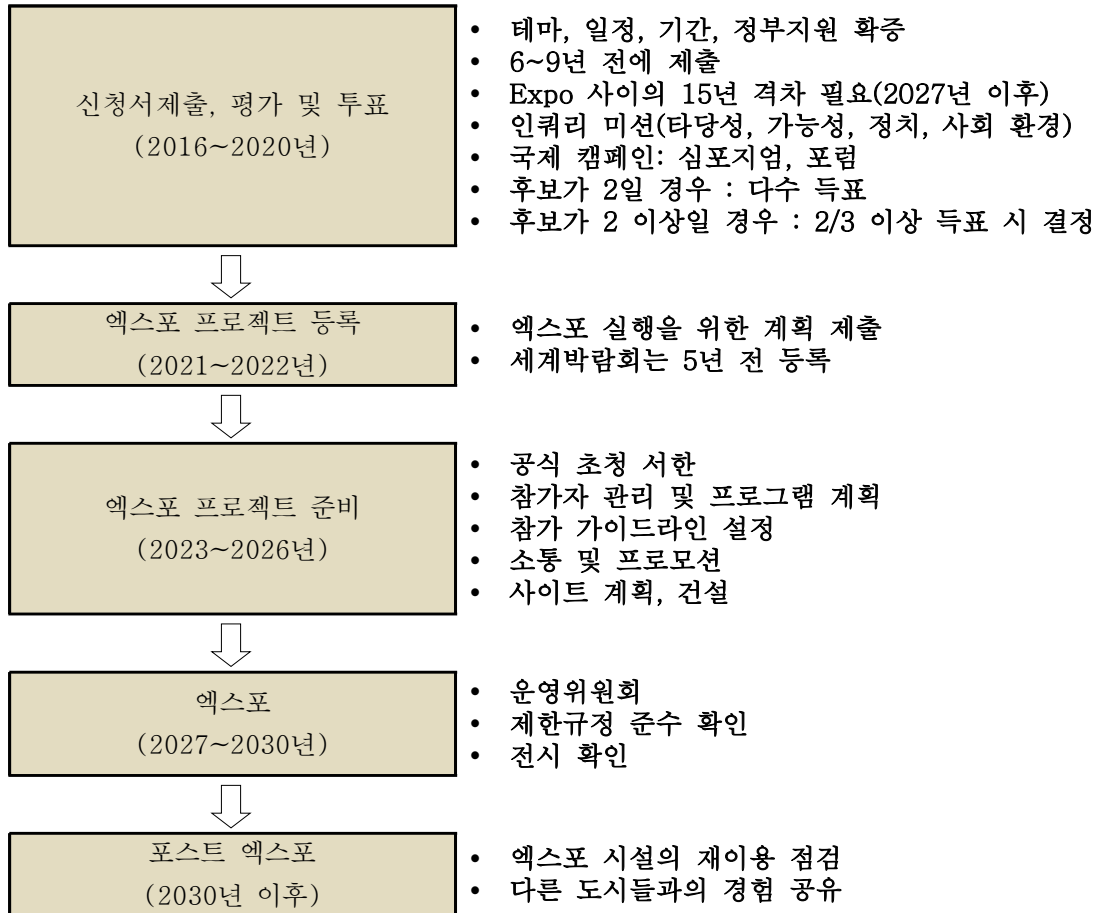 신청서제출, 평가 및 투표
(2016~2020년)
• 테마, 일정, 기간, 정부지원 확증
• 6~9년 전에 제출
• Expo 사이의 15년 격차 필요(2027년 이후)
• 인쿼리 미션(타당성, 가능성, 정치, 사회 환경)
• 국제 캠페인: 심포지엄, 포럼
• 후보가 2일 경우 : 다수 득표
• 후보가 2 이상일 경우 : 2/3 이상 득표 시 결정
엑스포 프로젝트 등록
(2021~2022년)
• 엑스포 실행을 위한 계획 제출
• 세계박람회는 5년 전 등록
엑스포 프로젝트 준비
(2023~2026년)
• 공식 초청 서한
• 참가자 관리 및 프로그램 계획
• 참가 가이드라인 설정
• 소통 및 프로모션
• 사이트 계획, 건설
엑스포
(2027~2030년)
• 운영위원회
• 제한규정 준수 확인
• 전시 확인
포스트 엑스포
(2030년 이후)
• 엑스포 시설의 재이용 점검
• 다른 도시들과의 경험 공유